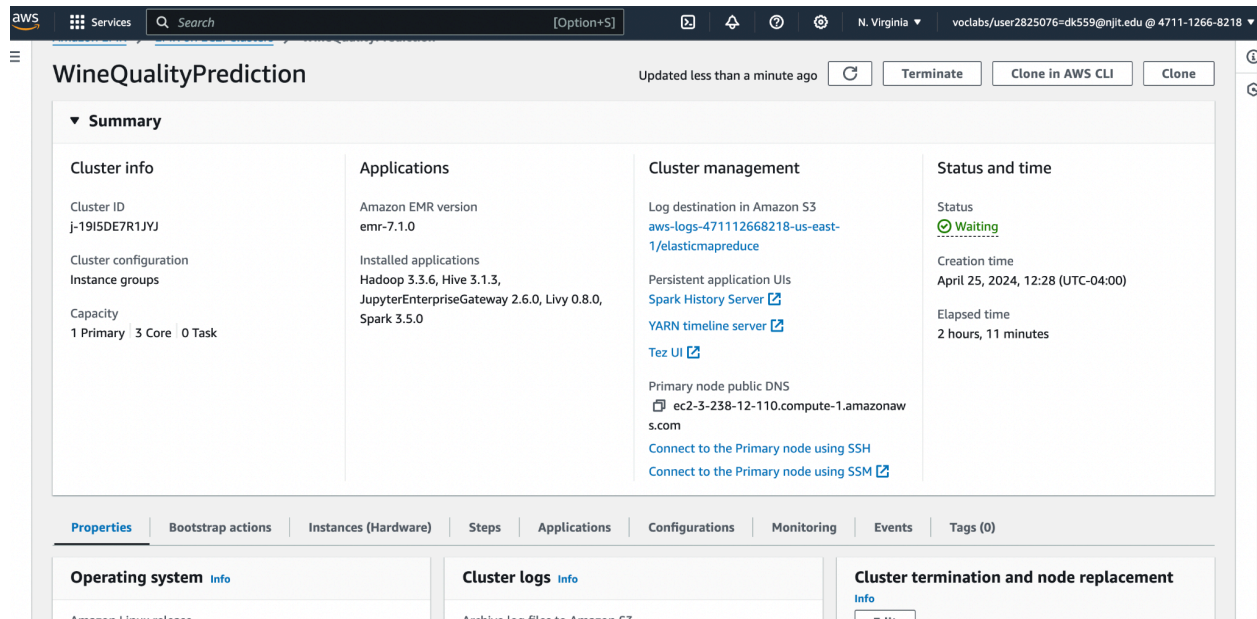 aws
Services
Search
[Option+S]
N. Virginia
voclabs/user2825076=dk559@njit.edu @ 4711-1266-8218
WineQualityPrediction
Updated less than a minute ago
Terminate
Clone in AWS CLI
Clone
Summary
Cluster info
Cluster ID
j-19I5DE7R1JYJ
Cluster configuration
Instance groups
Capacity
1 Primary 3 Core 0 Task
Applications
Amazon EMR version
emr-7.1.0
Installed applications
Hadoop 3.3.6, Hive 3.1.3,
JupyterEnterpriseGateway 2.6.0, Livy 0.8.0,
Spark 3.5.0
Cluster management
Log destination in Amazon S3
aws-logs-471112668218-us-east-
1/elasticmapreduce
Persistent application UIs
Spark History Server
YARN timeline server
Tez UI
Primary node public DNS
ec2-3-238-12-110.compute-1.amazonaw
s.com
Connect to the Primary node using SSH
Connect to the Primary node using SSM
Status and time
Status
Waiting
Creation time
April 25, 2024, 12:28 (UTC-04:00)
Elapsed time
2 hours, 11 minutes
Properties
Bootstrap actions
Instances (Hardware)
Steps
Applications
Configurations
Monitoring
Events
Tags (0)
Operating system Info
Cluster logs Info
Cluster termination and node replacement
Info